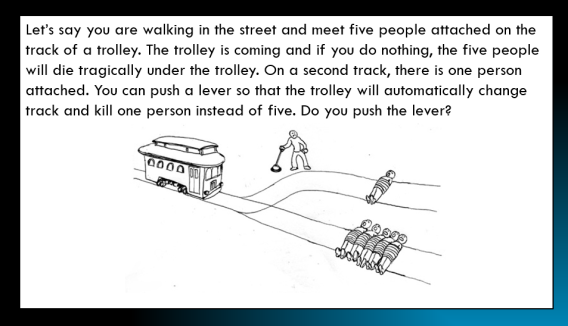 Let's say you are walking in the street and meet five people attached on the
track of a trolley. The trolley is coming and if you do nothing, the five people
will die tragically under the trolley. On a second track, there is one person
attached. You can push a lever so that the trolley will automatically change
track and kill one person instead of five. Do you push the lever?